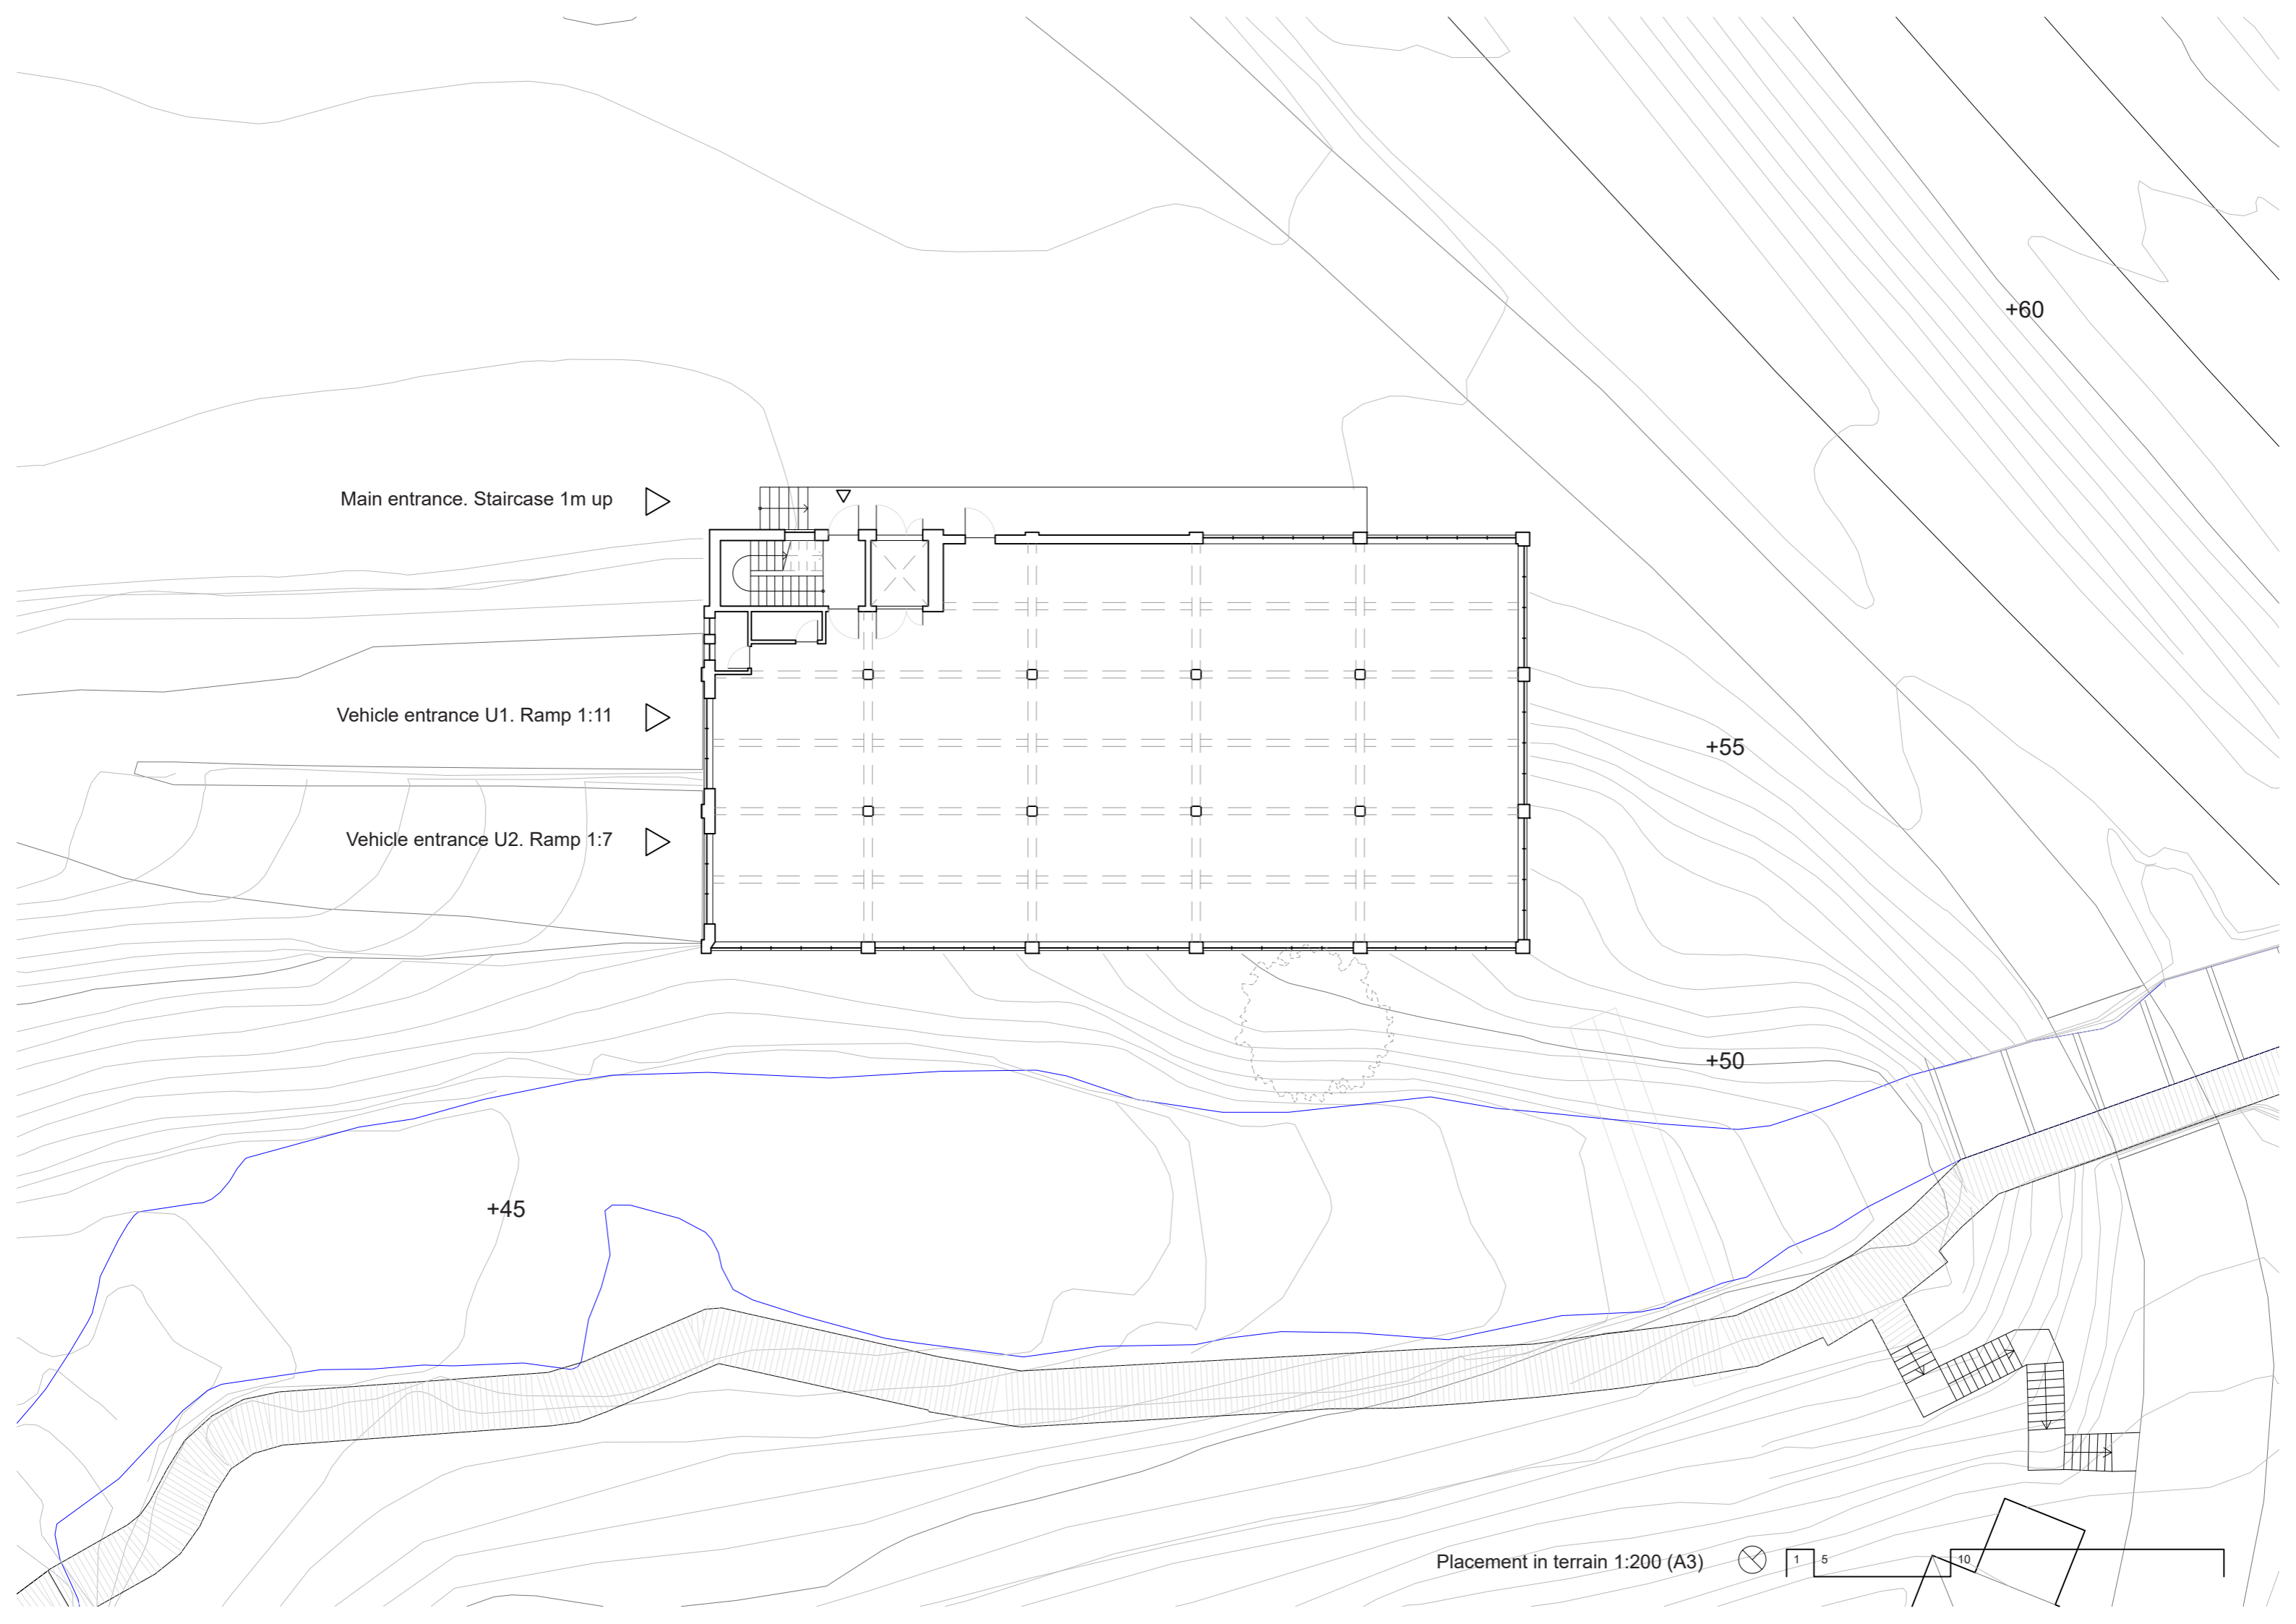 +60
Main entrance. Staircase 1m up
Vehicle entrance U1. Ramp 1:11
+55
Vehicle entrance U2. Ramp 1:7
+50
+45
Placement in terrain 1:200 (A3)
1 5 10